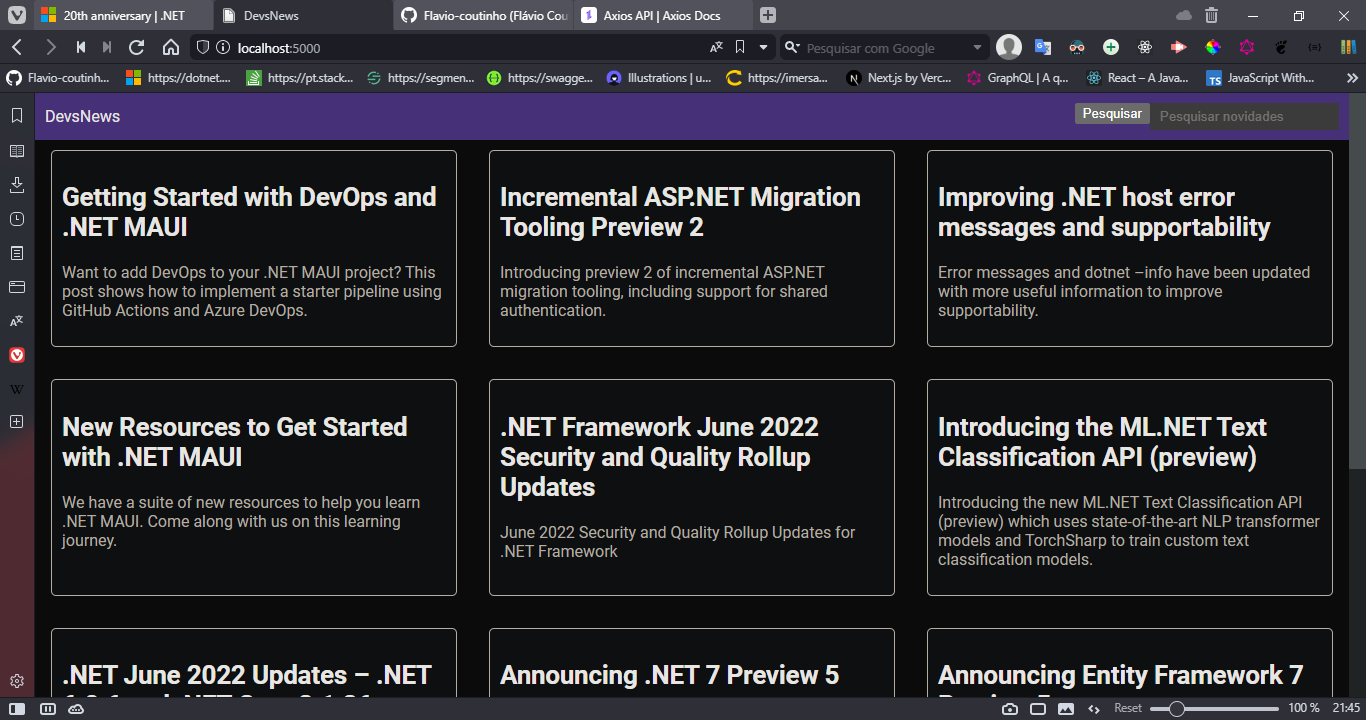 20th anniversary | .NET
DevsNews
Flavio-coutinho (Flávio Cou
Axios API | Axios Docs
localhost:5000
Pesquisar com Google
Flavio-coutinh...
https://dotnet....
https://pt.stack...
https://segmen...
https://swagge...
Illustrations | u...
https://imersa...
Next.js by Verc...
GraphQL | A q...
React – A Java...
JavaScript With...
DevsNews
Pesquisar
Pesquisar novidades
Getting Started with DevOps and
.NET MAUI
Want to add DevOps to your .NET MAUI project? This
post shows how to implement a starter pipeline using
GitHub Actions and Azure DevOps.
Incremental ASP.NET Migration
Tooling Preview 2
Introducing preview 2 of incremental ASP.NET
migration tooling, including support for shared
authentication.
Improving .NET host error
messages and supportability
Error messages and dotnet –info have been updated
with more useful information to improve
supportability.
New Resources to Get Started
with .NET MAUI
We have a suite of new resources to help you learn
.NET MAUI. Come along with us on this learning
journey.
.NET Framework June 2022
Security and Quality Rollup
Updates
June 2022 Security and Quality Rollup Updates for
.NET Framework
Introducing the ML.NET Text
Classification API (preview)
Introducing the new ML.NET Text Classification API
(preview) which uses state-of-the-art NLP transformer
models and TorchSharp to train custom text
classification models.
.NET June 2022 Updates – .NET
Announcing .NET 7 Preview 5
Announcing Entity Framework 7
Reset
100 %
21:45